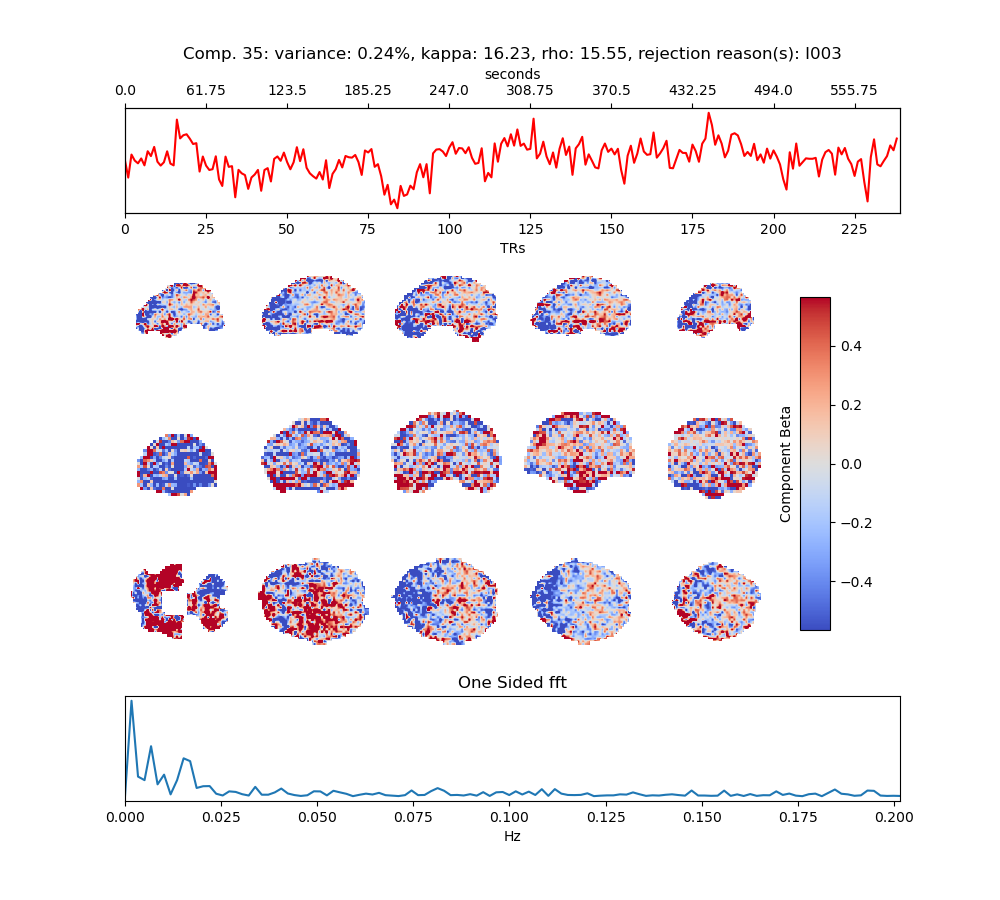 Comp. 35: variance: 0.24%, kappa: 16.23, rho: 15.55, rejection reason(s): I003
seconds
0.0 61.75 123.5 185.25 247.0 308.75 370.5 432.25 494.0 555.75
0 25 50 75 100 125 150 175 200 225
TRs
0.4
0.2
0.0
−0.2
−0.4
Component Beta
One Sided fft
0.000 0.025 0.050 0.075 0.100 0.125 0.150 0.175 0.200
Hz